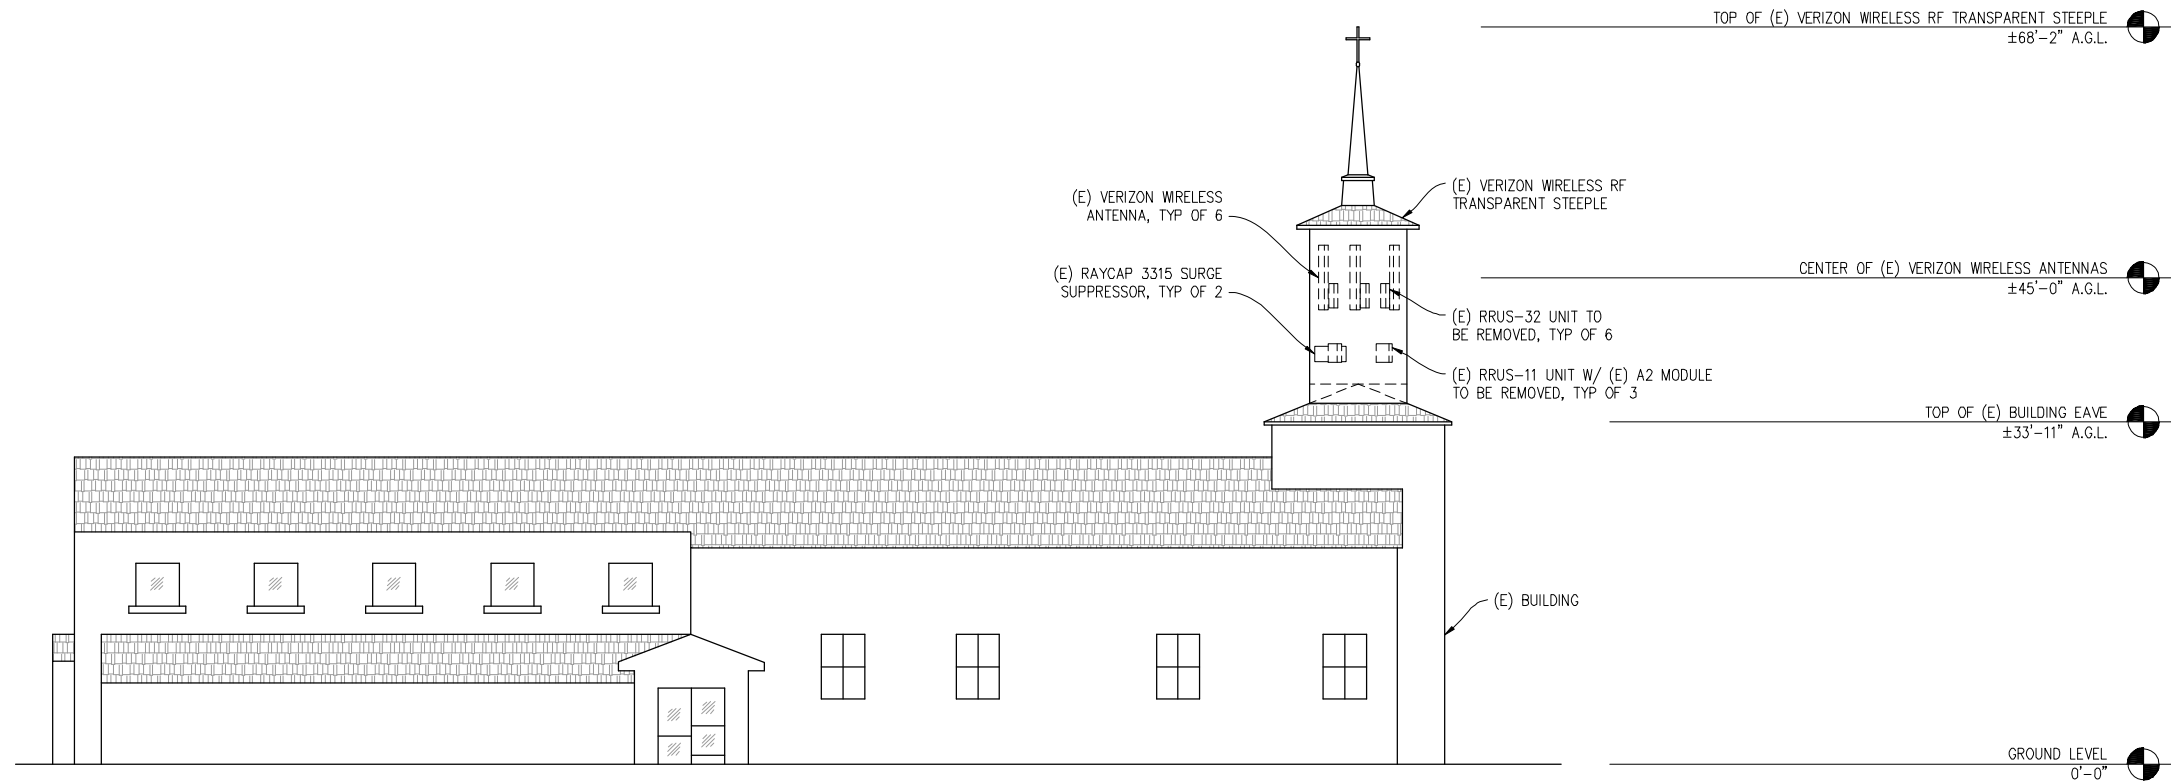 TOP OF (E) VERIZON WIRELESS RF TRANSPARENT STEEPLE
±68'-2" A.G.L.
(E) VERIZON WIRELESS RF
TRANSPARENT STEEPLE
(E) VERIZON WIRELESS
ANTENNA, TYP OF 6
(E) RAYCAP 3315 SURGE
SUPPRESSOR, TYP OF 2
CENTER OF (E) VERIZON WIRELESS ANTENNAS
±45'-0" A.G.L.
(E) RRUS-32 UNIT TO
BE REMOVED, TYP OF 6
(E) RRUS-11 UNIT W/ (E) A2 MODULE
TO BE REMOVED, TYP OF 3
TOP OF (E) BUILDING EAVE
±33'-11" A.G.L.
(E) BUILDING
GROUND LEVEL
0'-0"